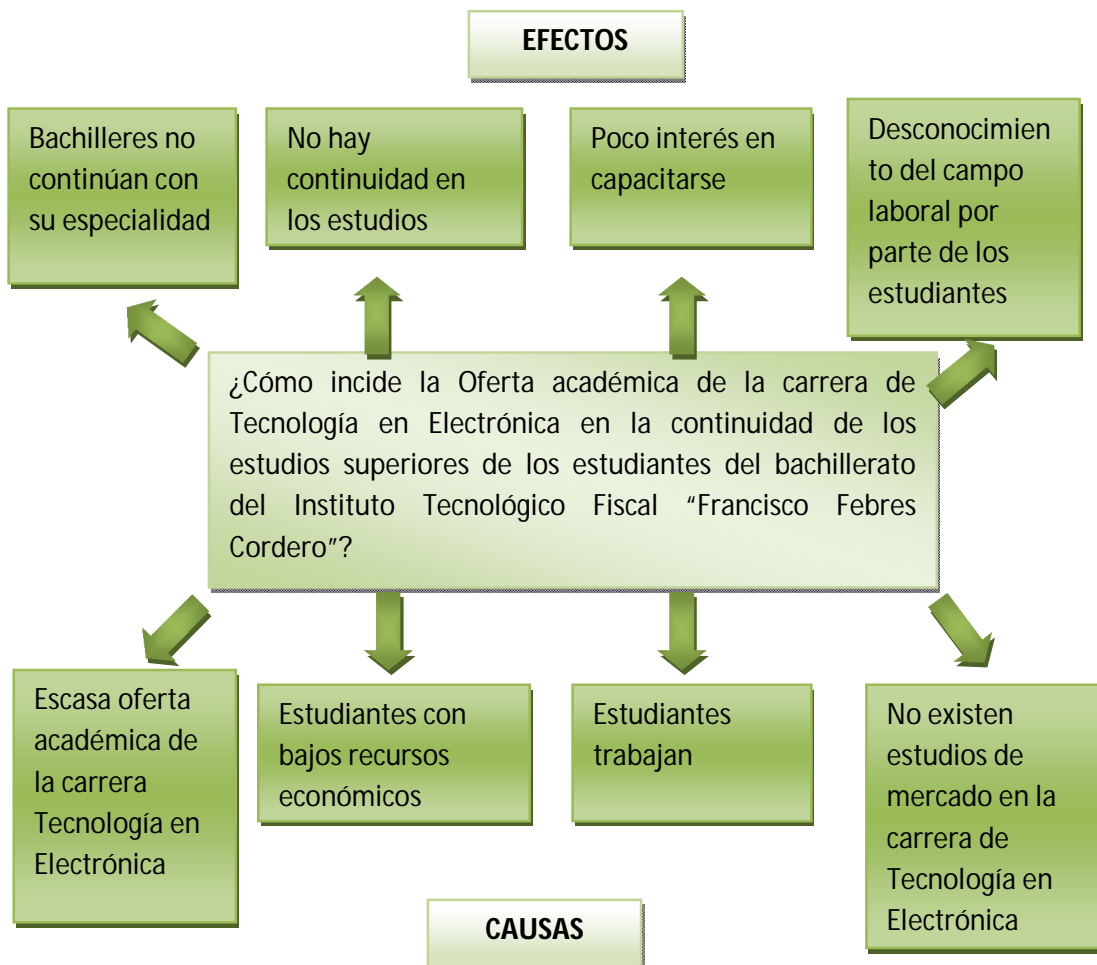 EFECTOS
Bachilleres no
continúan con
su especialidad
No hay
continuidad en
los estudios
Poco interés en
capacitarse
Desconocimien
to del campo
laboral por
parte de los
estudiantes
¿Cómo incide la Oferta académica de la carrera de
Tecnología en Electrónica en la continuidad de los
estudios superiores de los estudiantes del bachillerato
del Instituto Tecnológico Fiscal “Francisco Febres
Cordero”?
Escasa oferta
académica de
la carrera
Tecnología en
Electrónica
Estudiantes con
bajos recursos
económicos
Estudiantes
trabajan
No existen
estudios de
mercado en la
carrera de
Tecnología en
Electrónica
CAUSAS